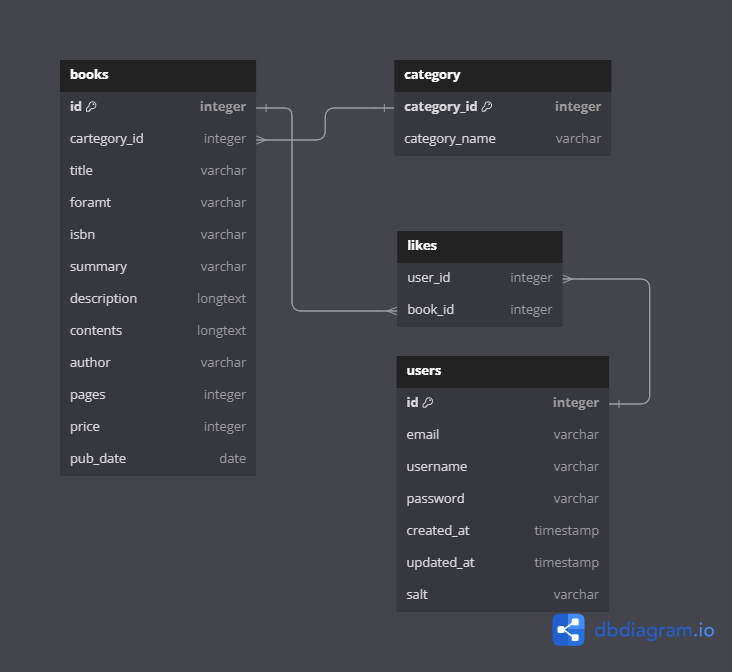 books
id integer
cartegory_id integer
title varchar
foramt varchar
isbn varchar
summary varchar
description longtext
contents longtext
author varchar
pages integer
price integer
pub_date date
category
category_id integer
category_name varchar
likes
user_id integer
book_id integer
users
id integer
email varchar
username varchar
password varchar
created_at timestamp
updated_at timestamp
salt varchar
dbdiagram.io